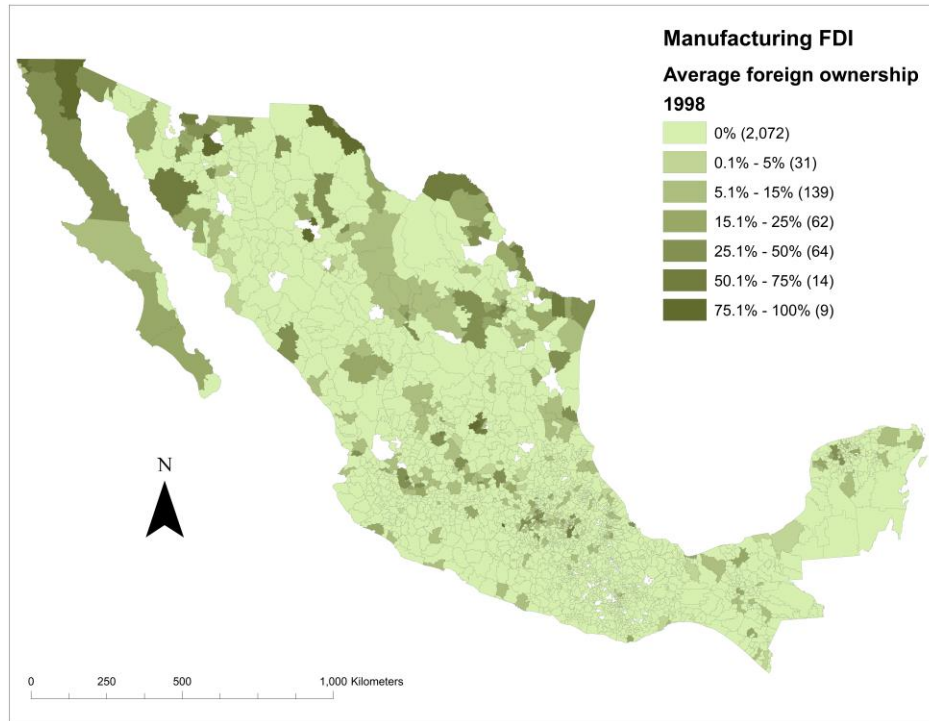 Manufacturing FDI
Average foreign ownership
1998
0% (2,072)
0.1% - 5% (31)
5.1% - 15% (139)
15.1% - 25% (62)
25.1% - 50% (64)
50.1% - 75% (14)
75.1% - 100% (9)
N
0 250 500 1,000 Kilometers